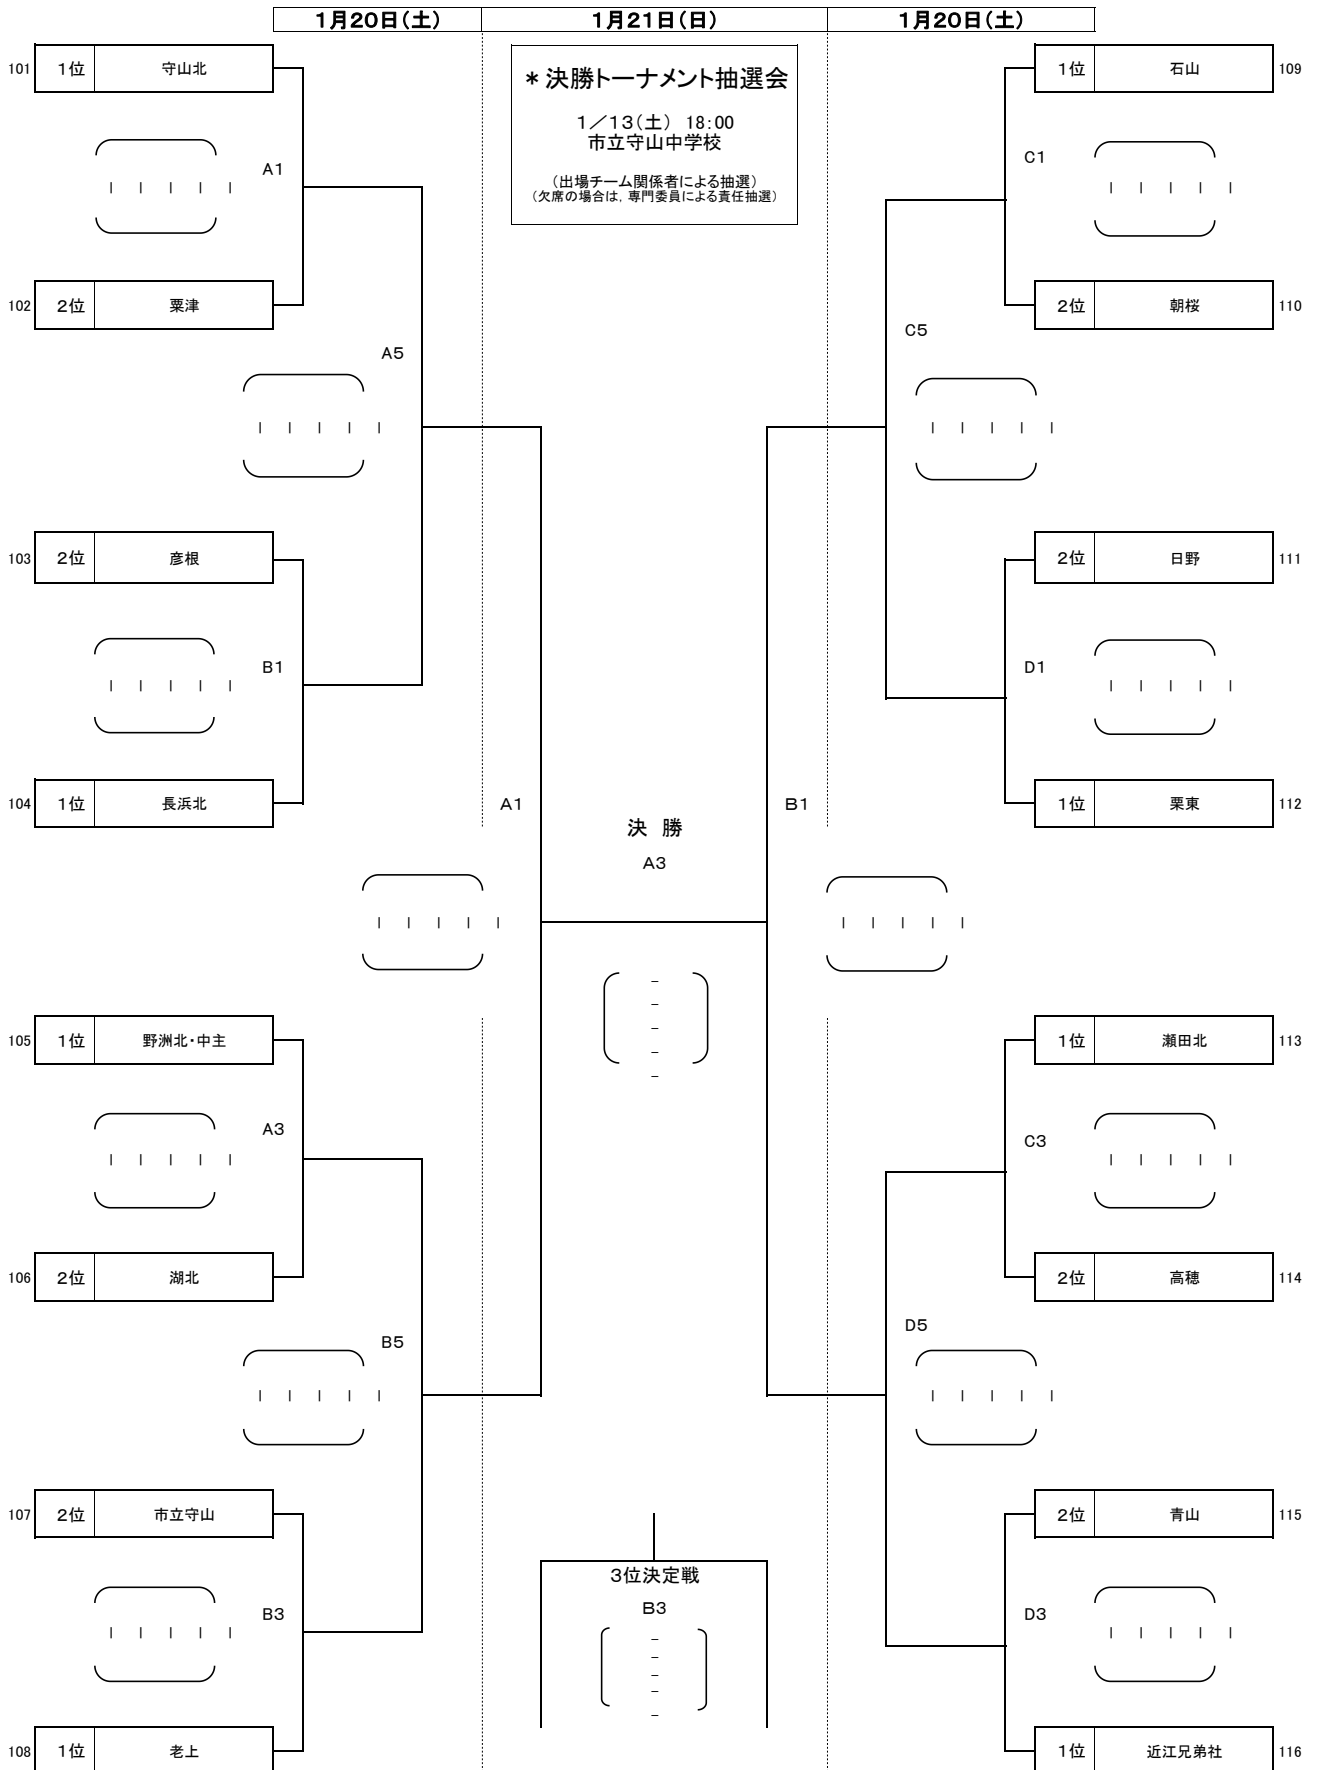 1月20日(土) 1月21日(日) 1月20日(土)
＊決勝トーナメント抽選会
1／13(土) 18:00
市立守山中学校
(出場チーム関係者による抽選)
(欠席の場合は，専門委員による責任抽選)
101 1位 守山北
A1
102 2位 粟津
A5
103 2位 彦根
B1
104 1位 長浜北
A1
105 1位 野洲北・中主
A3
106 2位 湖北
B5
107 2位 市立守山
B3
108 1位 老上
決 勝
A3
3位決定戦
B3
1位 石山 109
C1
2位 朝桜 110
C5
2位 日野 111
D1
1位 栗東 112
B1
1位 瀬田北 113
C3
2位 高穂 114
D5
2位 青山 115
D3
1位 近江兄弟社 116